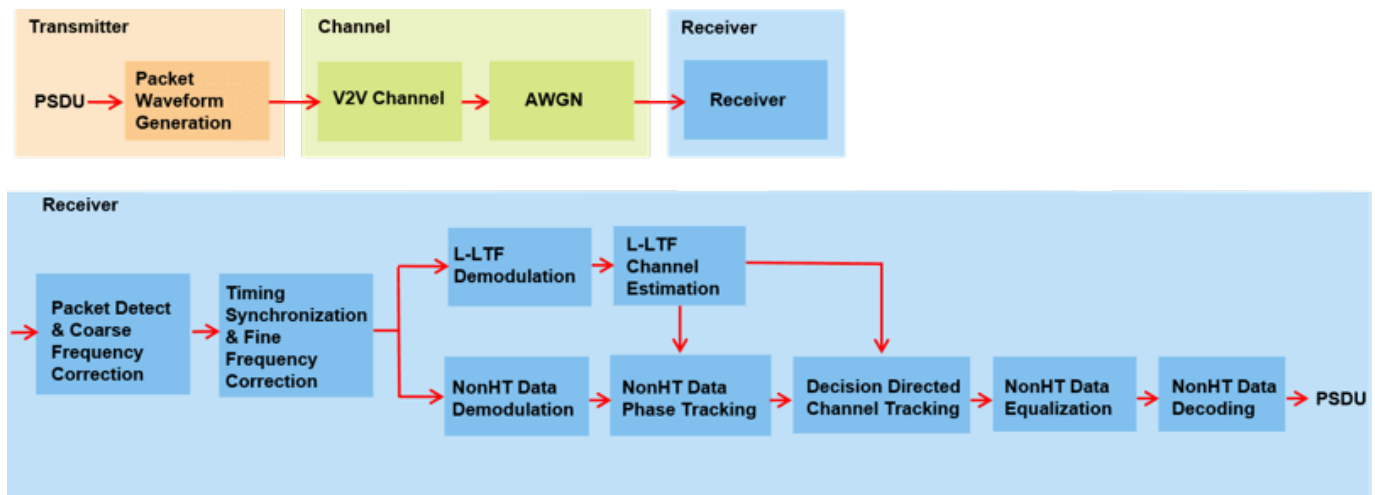 Transmitter
PSDU
Packet
Waveform
Generation
Channel
V2V Channel
AWGN
Receiver
Receiver
Receiver
Packet Detect
& Coarse
Frequency
Correction
Timing
Synchronization
& Fine
Frequency
Correction
L-LTF
Demodulation
L-LTF
Channel
Estimation
NonHT Data
Demodulation
NonHT Data
Phase Tracking
Decision Directed
Channel Tracking
NonHT Data
Equalization
NonHT Data
Decoding
PSDU